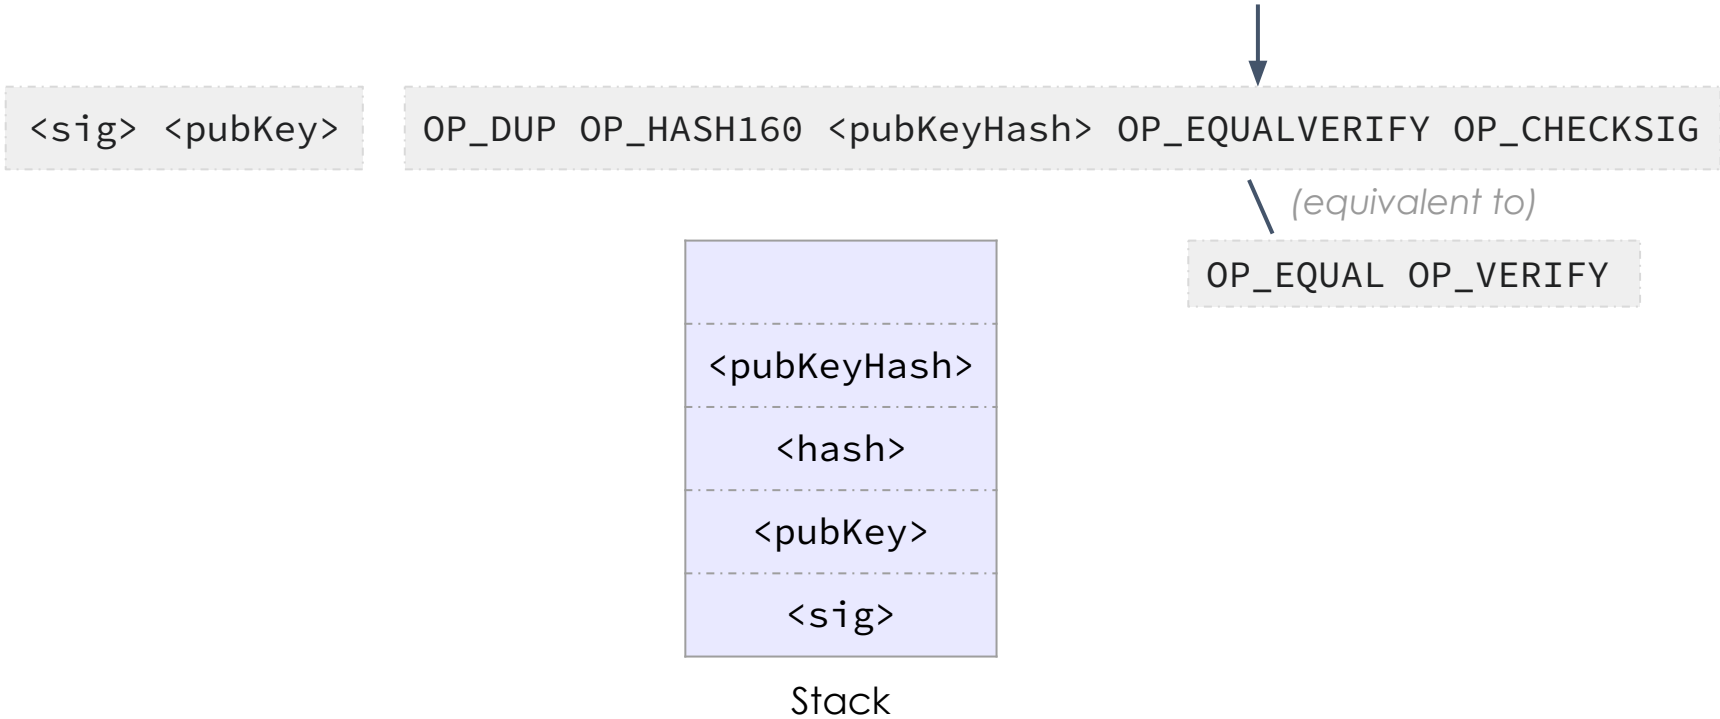 <sig> <pubKey>
OP_DUP OP_HASH160 <pubKeyHash> OP_EQUALVERIFY OP_CHECKSIG
(equivalent to)
OP_EQUAL OP_VERIFY
<pubKeyHash>
<hash>
<pubKey>
<sig>
Stack